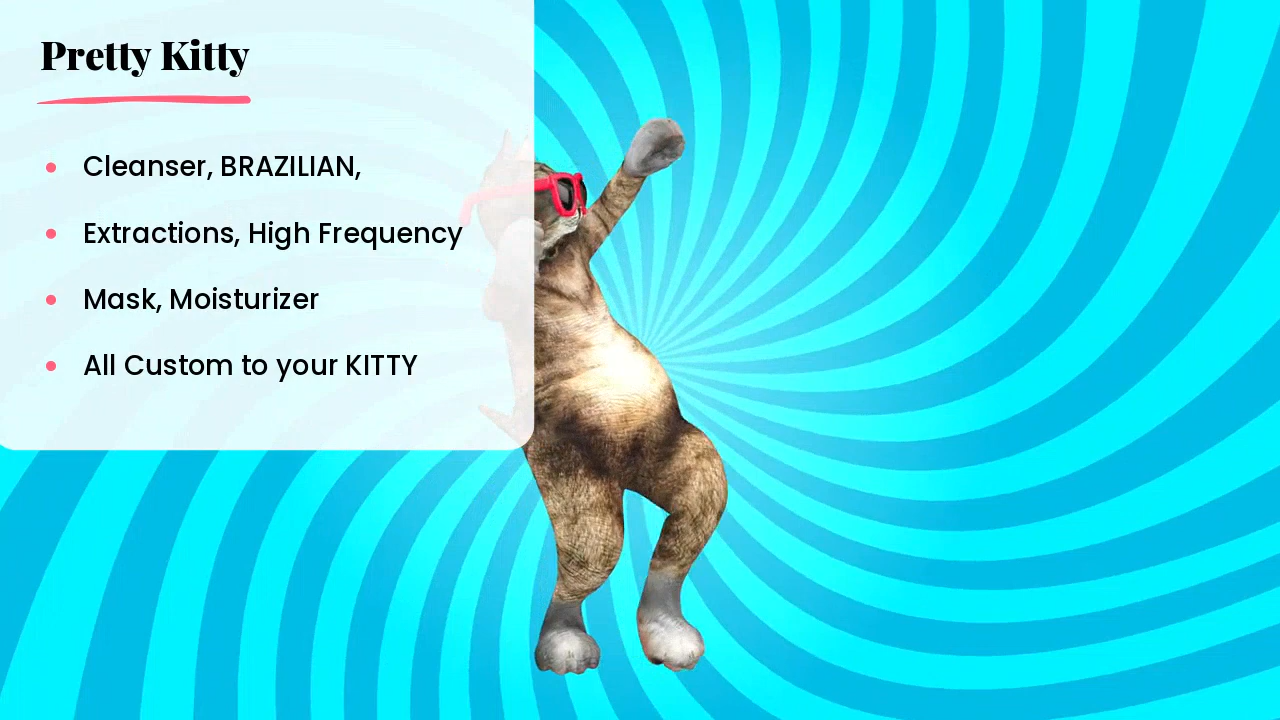 Pretty Kitty
Cleanser, BRAZILIAN,
Extractions, High Frequency
Mask, Moisturizer
All Custom to your KITTY